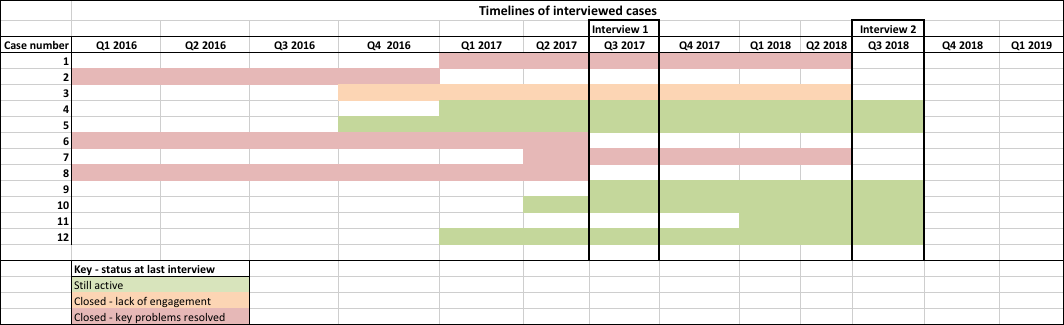 Timelines of interviewed cases
Interview 1 Interview 2
Case number Q1 2016 Q2 2016 Q3 2016 Q4 2016 Q1 2017 Q2 2017 Q3 2017 Q4 2017 Q1 2018 Q2 2018 Q3 2018 Q4 2018 Q1 2019
1
2
3
4
5
6
7
8
9
10
11
12
Key - status at last interview
Still active
Closed - lack of engagement
Closed - key problems resolved